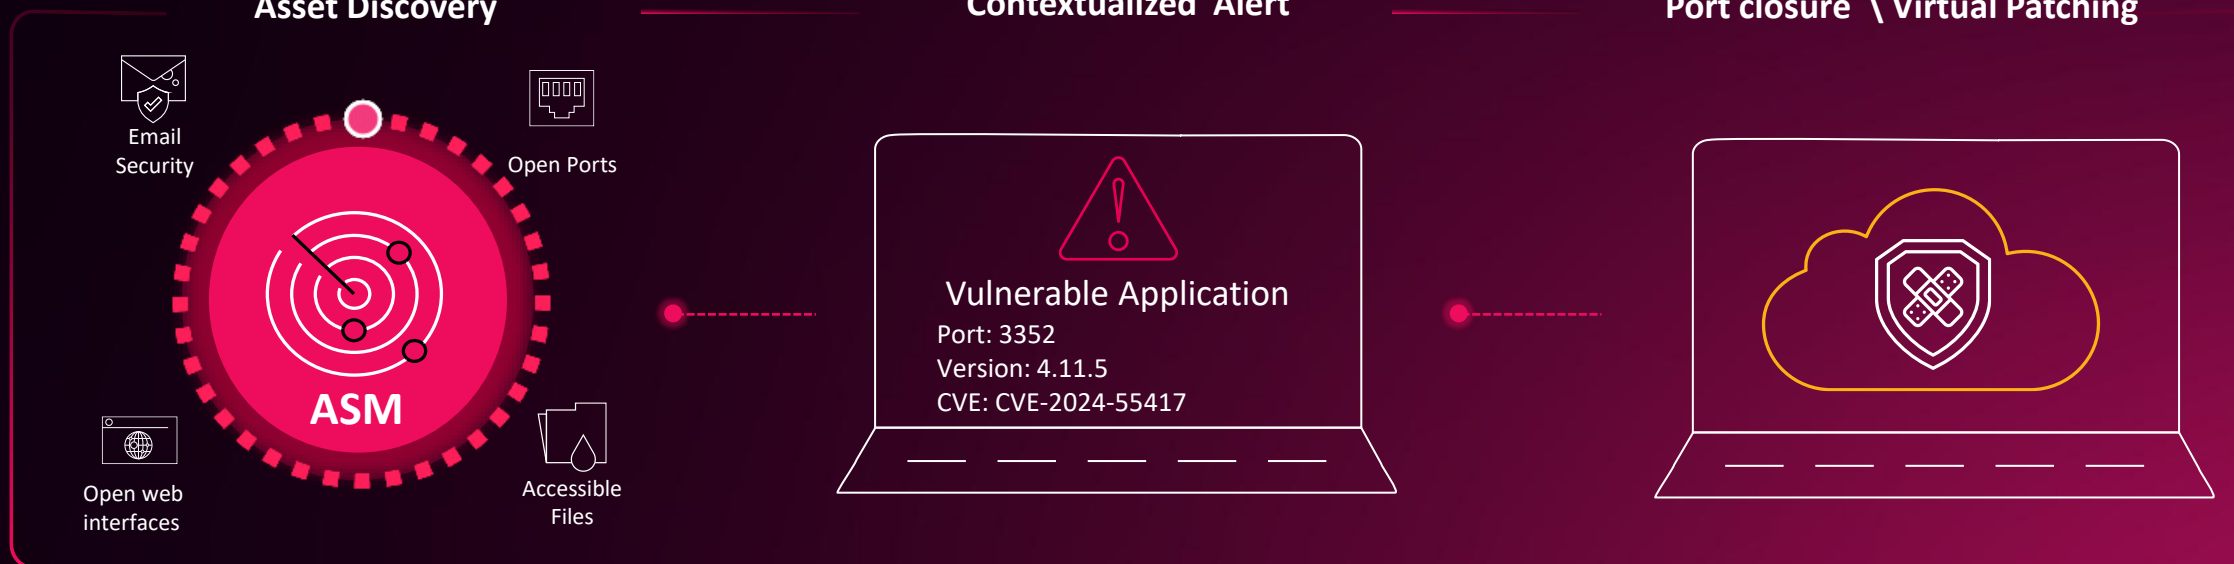 Asset Discovery
Contextualized Alert
Port closure \ Virtual Patching
Email
Security
Open Ports
ASM
Open web
interfaces
Accessible
Files
Vulnerable Application
Port: 3352
Version: 4.11.5
CVE: CVE-2024-55417